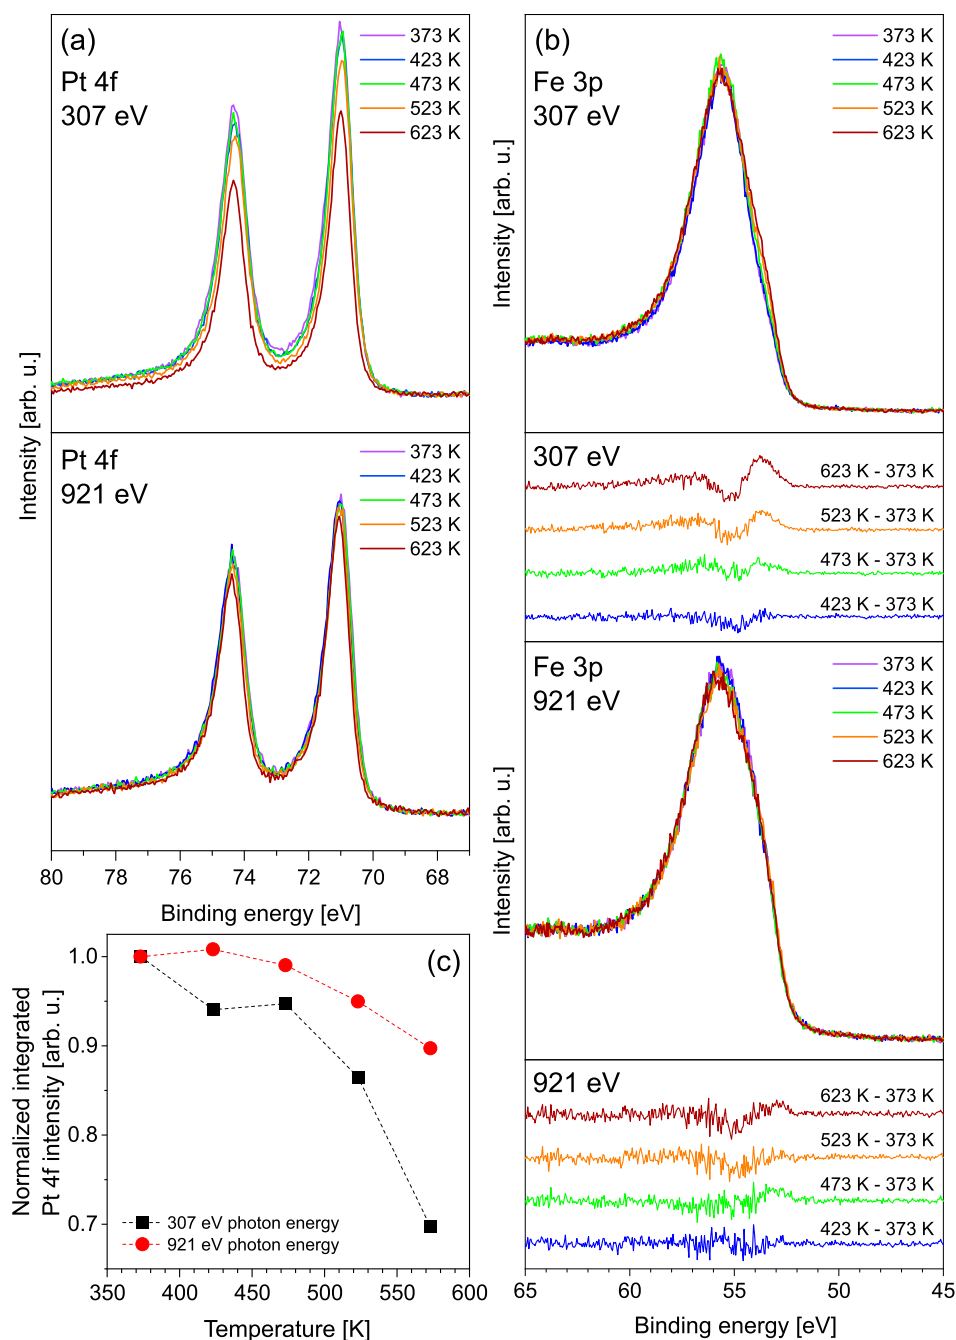 (a)
Pt 4f
307 eV
373 K
423 K
473 K
523 K
623 K
Intensity [arb. u.]
Pt 4f
921 eV
373 K
423 K
473 K
523 K
623 K
80
78
76
74
72
70
68
Binding energy [eV]
(b)
Fe 3p
307 eV
373 K
423 K
473 K
523 K
623 K
Intensity [arb. u.]
307 eV
623 K - 373 K
523 K - 373 K
473 K - 373 K
423 K - 373 K
Fe 3p
921 eV
373 K
423 K
473 K
523 K
623 K
Intensity [arb. u.]
921 eV
623 K - 373 K
523 K - 373 K
473 K - 373 K
423 K - 373 K
65
60
55
50
45
Binding energy [eV]
(c)
Normalized integrated
Pt 4f intensity [arb. u.]
1.0
0.9
0.8
0.7
307 eV photon energy
921 eV photon energy
350
400
450
500
550
600
Temperature [K]